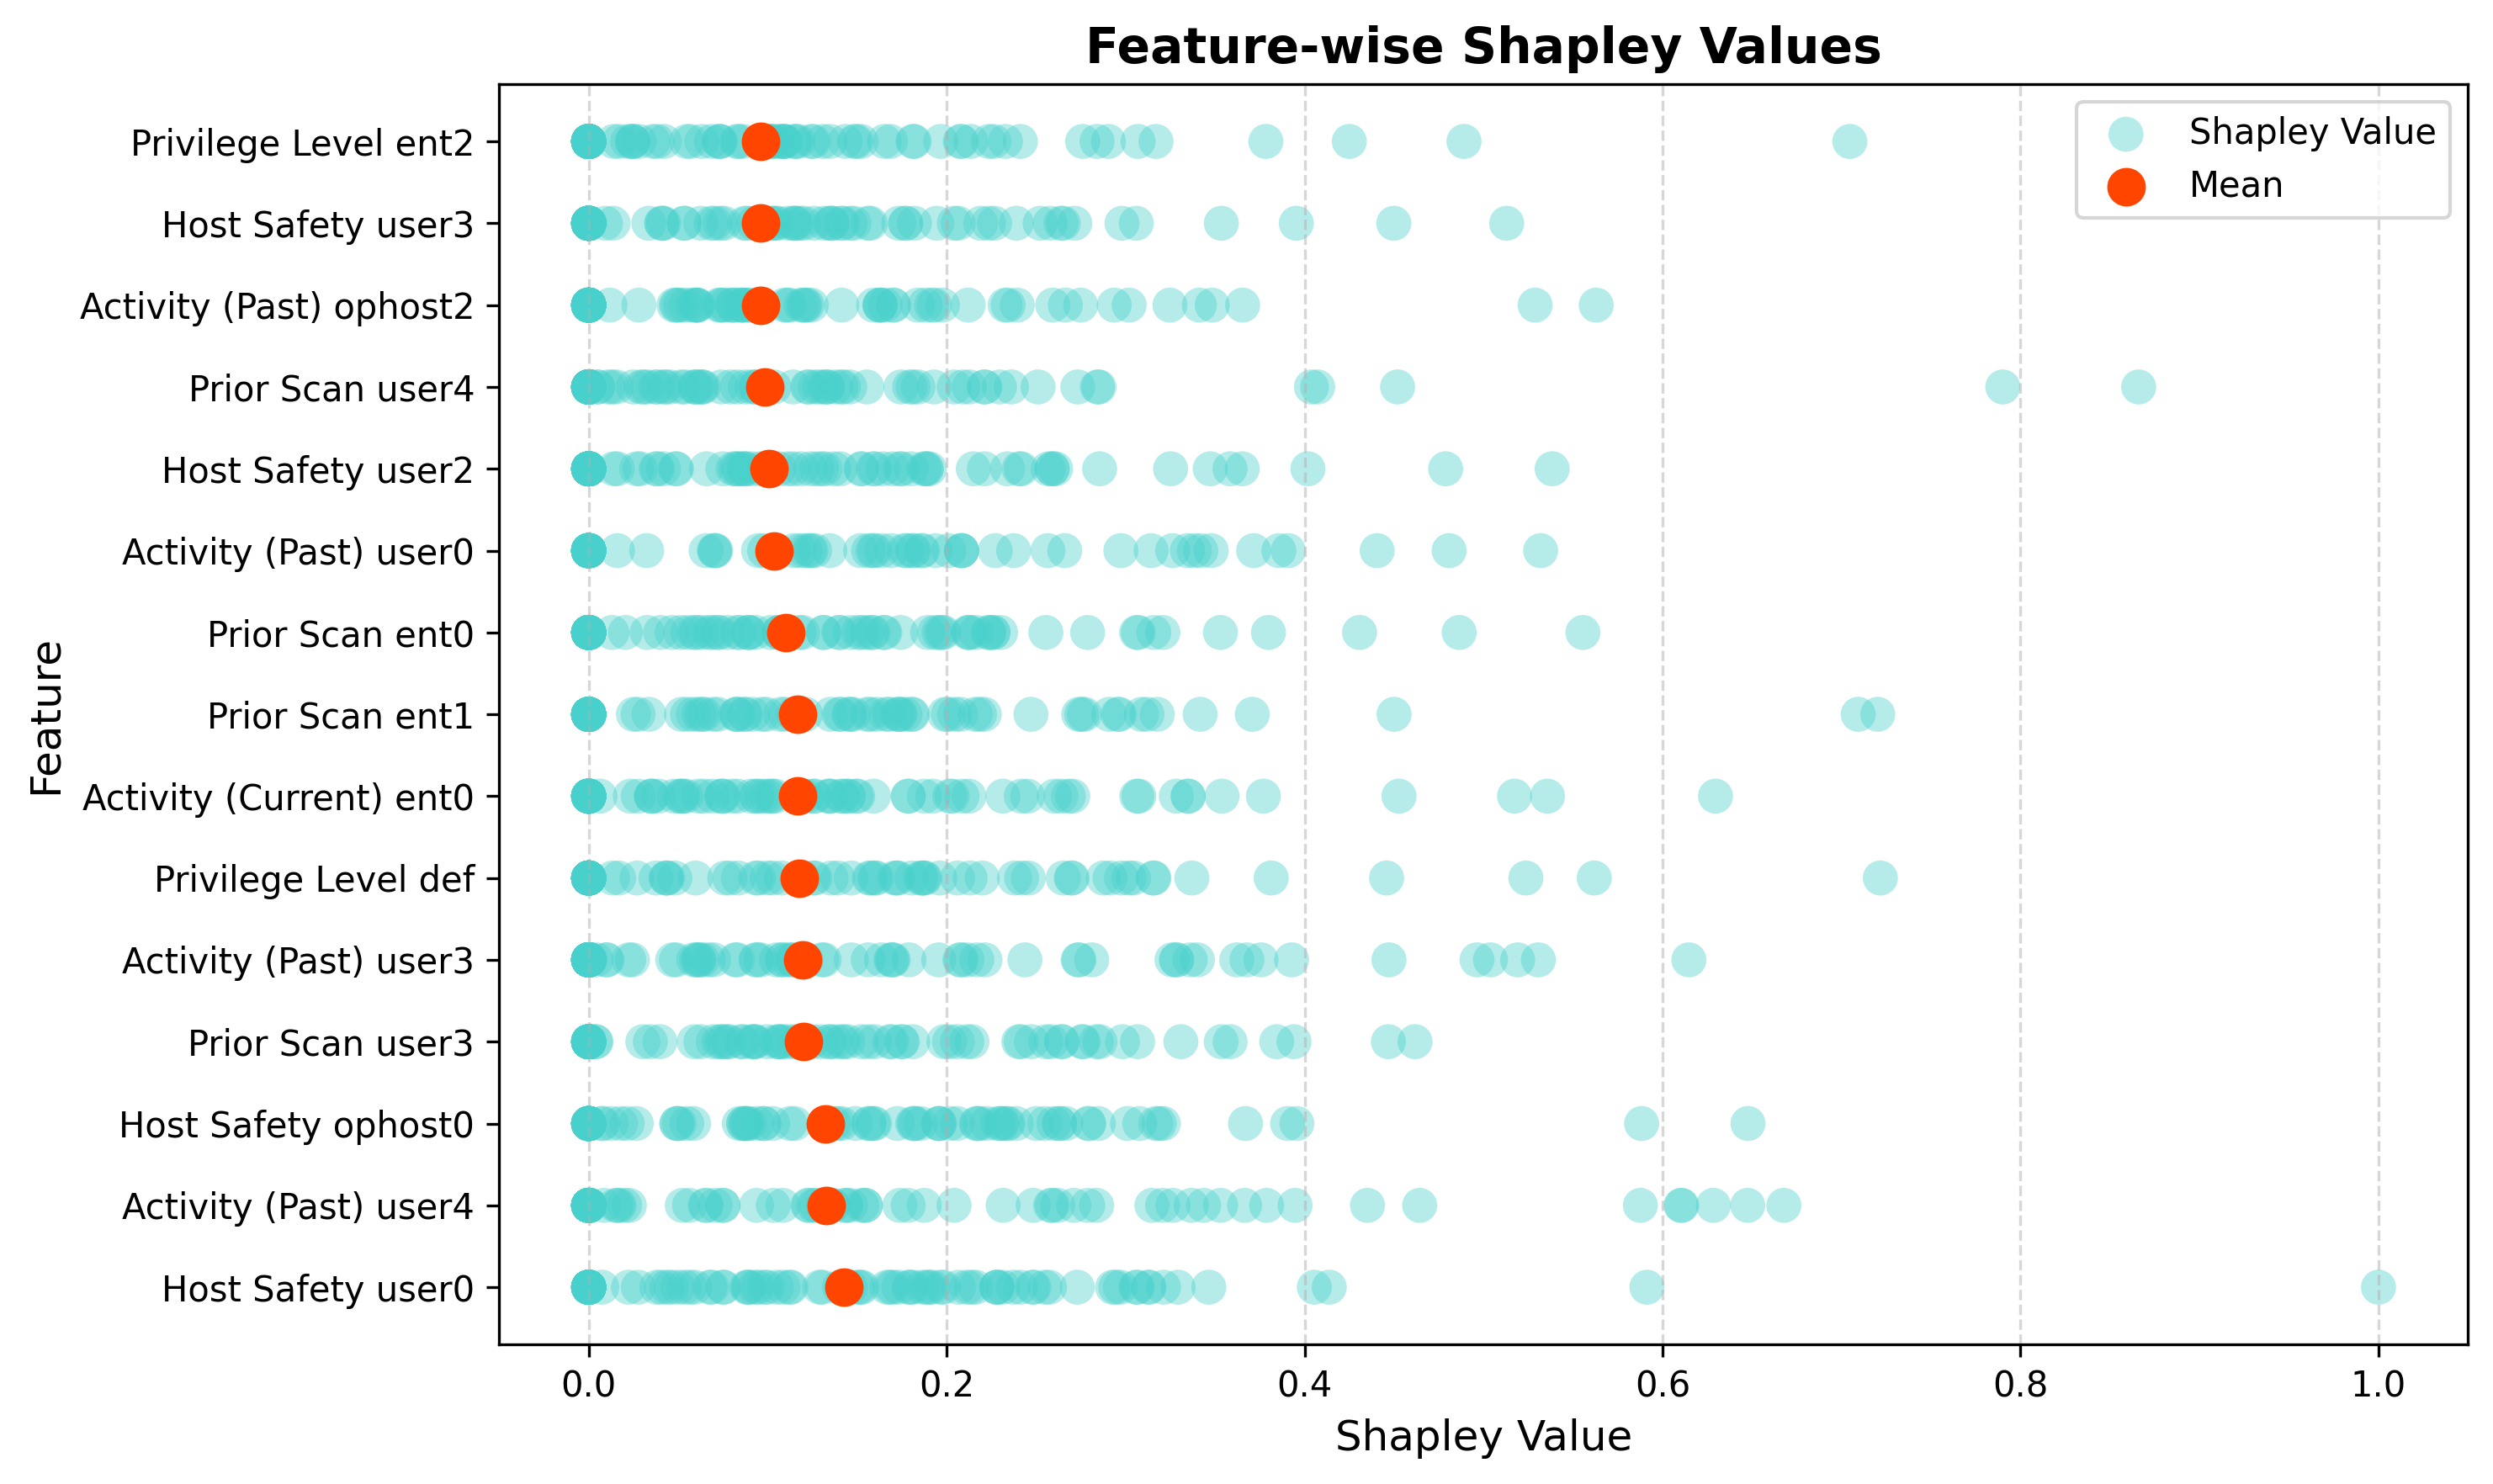 Feature-wise Shapley Values
Shapley Value
Mean
Feature
Privilege Level ent2
Host Safety user3
Activity (Past) ophost2
Prior Scan user4
Host Safety user2
Activity (Past) user0
Prior Scan ent0
Prior Scan ent1
Activity (Current) ent0
Privilege Level def
Activity (Past) user3
Prior Scan user3
Host Safety ophost0
Activity (Past) user4
Host Safety user0
0.0 0.2 0.4 0.6 0.8 1.0
Shapley Value